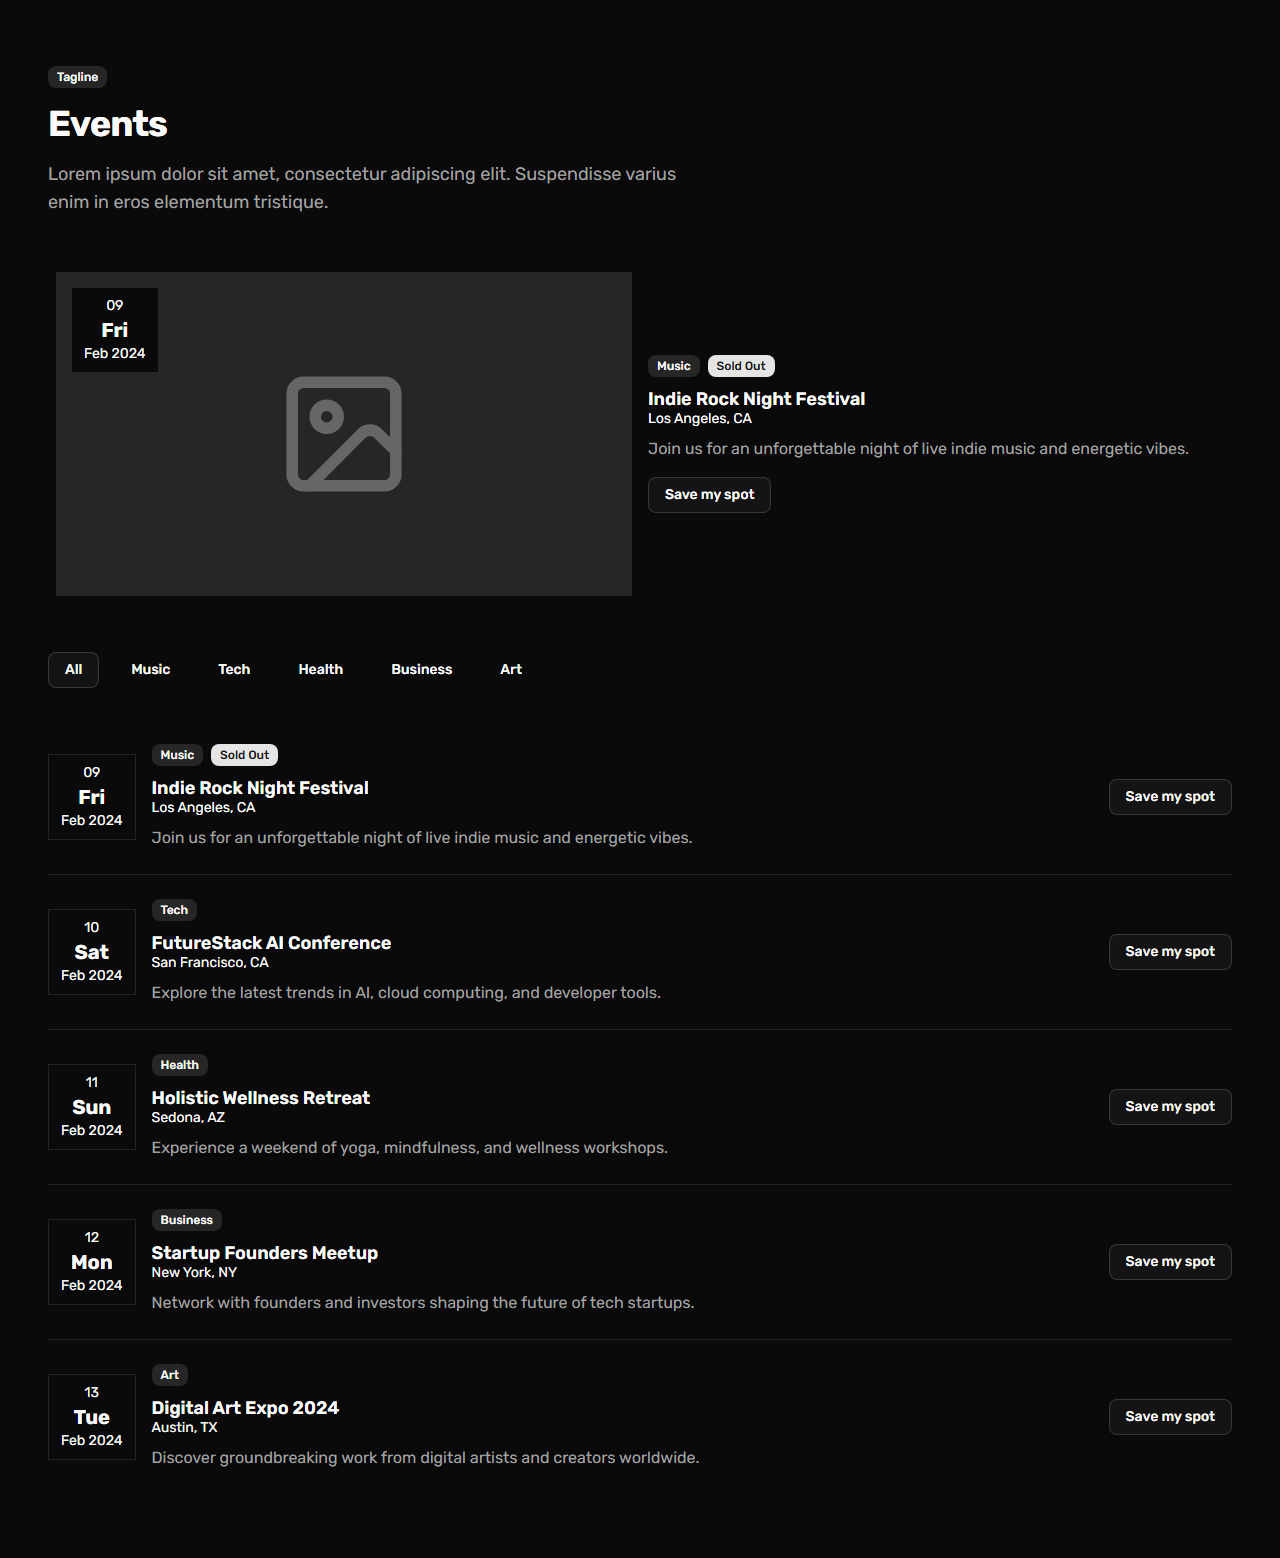 Tagline
Events
Lorem ipsum dolor sit amet, consectetur adipiscing elit. Suspendisse varius
enim in eros elementum tristique.
09
Fri
Feb 2024
Music Sold Out
Indie Rock Night Festival
Los Angeles, CA
Join us for an unforgettable night of live indie music and energetic vibes.
Save my spot
All Music Tech Health Business Art
09
Fri
Feb 2024
Music Sold Out
Indie Rock Night Festival
Los Angeles, CA
Join us for an unforgettable night of live indie music and energetic vibes.
Save my spot
10
Sat
Feb 2024
Tech
FutureStack AI Conference
San Francisco, CA
Explore the latest trends in AI, cloud computing, and developer tools.
Save my spot
11
Sun
Feb 2024
Health
Holistic Wellness Retreat
Sedona, AZ
Experience a weekend of yoga, mindfulness, and wellness workshops.
Save my spot
12
Mon
Feb 2024
Business
Startup Founders Meetup
New York, NY
Network with founders and investors shaping the future of tech startups.
Save my spot
13
Tue
Feb 2024
Art
Digital Art Expo 2024
Austin, TX
Discover groundbreaking work from digital artists and creators worldwide.
Save my spot